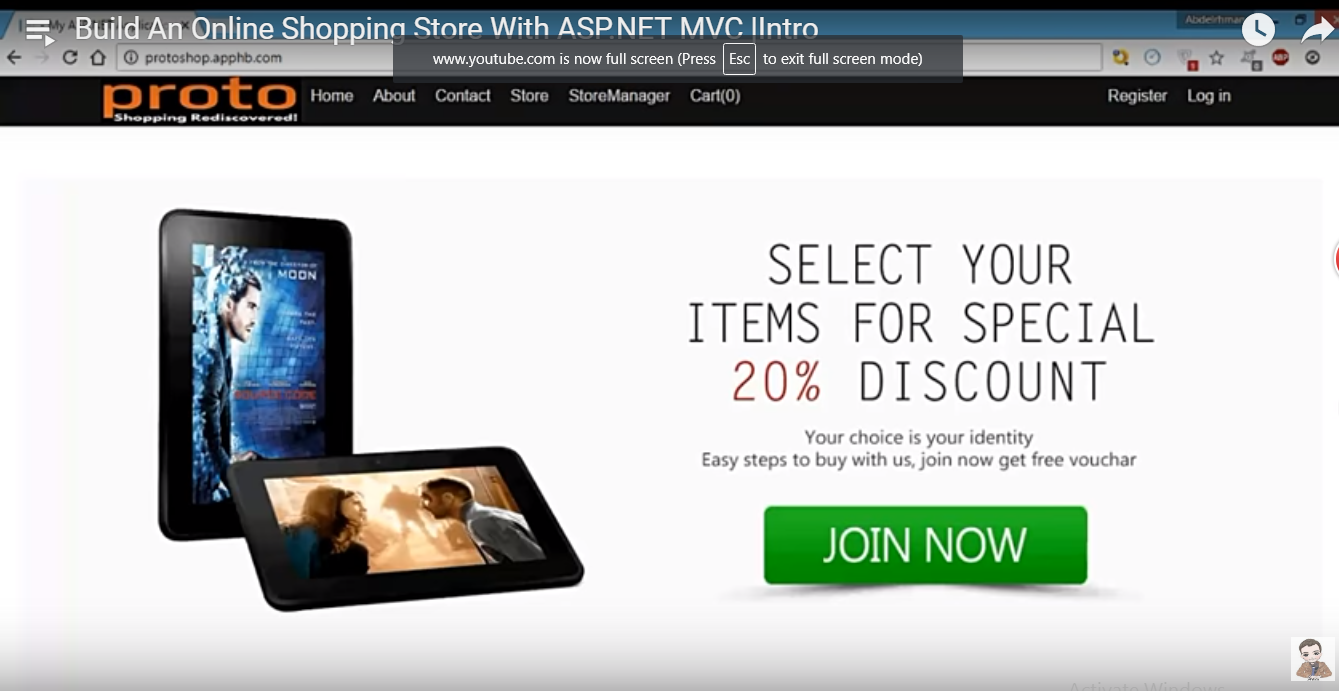 Build An Online Shopping Store With ASP.NET MVC |Intro
Abdelrhman
protoshop.apphb.com
www.youtube.com is now full screen (Press Esc to exit full screen mode)
proto
Shopping Rediscovered!
Home About Contact Store StoreManager Cart(0) Register Log in
MOON
SOURCE CODE
SELECT YOUR
ITEMS FOR SPECIAL
20% DISCOUNT
Your choice is your identity
Easy steps to buy with us, join now get free vouchar
JOIN NOW
Activate Windows